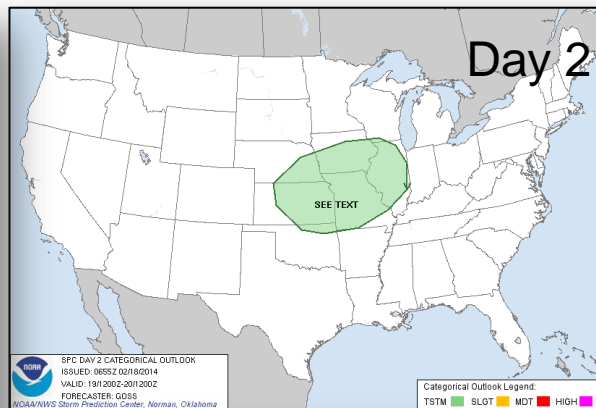 Day 2
SEE TEXT
NOAA
SPC DAY 2 CATEGORICAL OUTLOOK
ISSUED: 0655Z 02/18/2014
VALID: 19/1200Z-20/1200Z
FORECASTER: GOSS
NOAA/NWS Storm Prediction Center, Norman, Oklahoma
Categorical Outlook Legend:
TSTM SLGT MDT HIGH